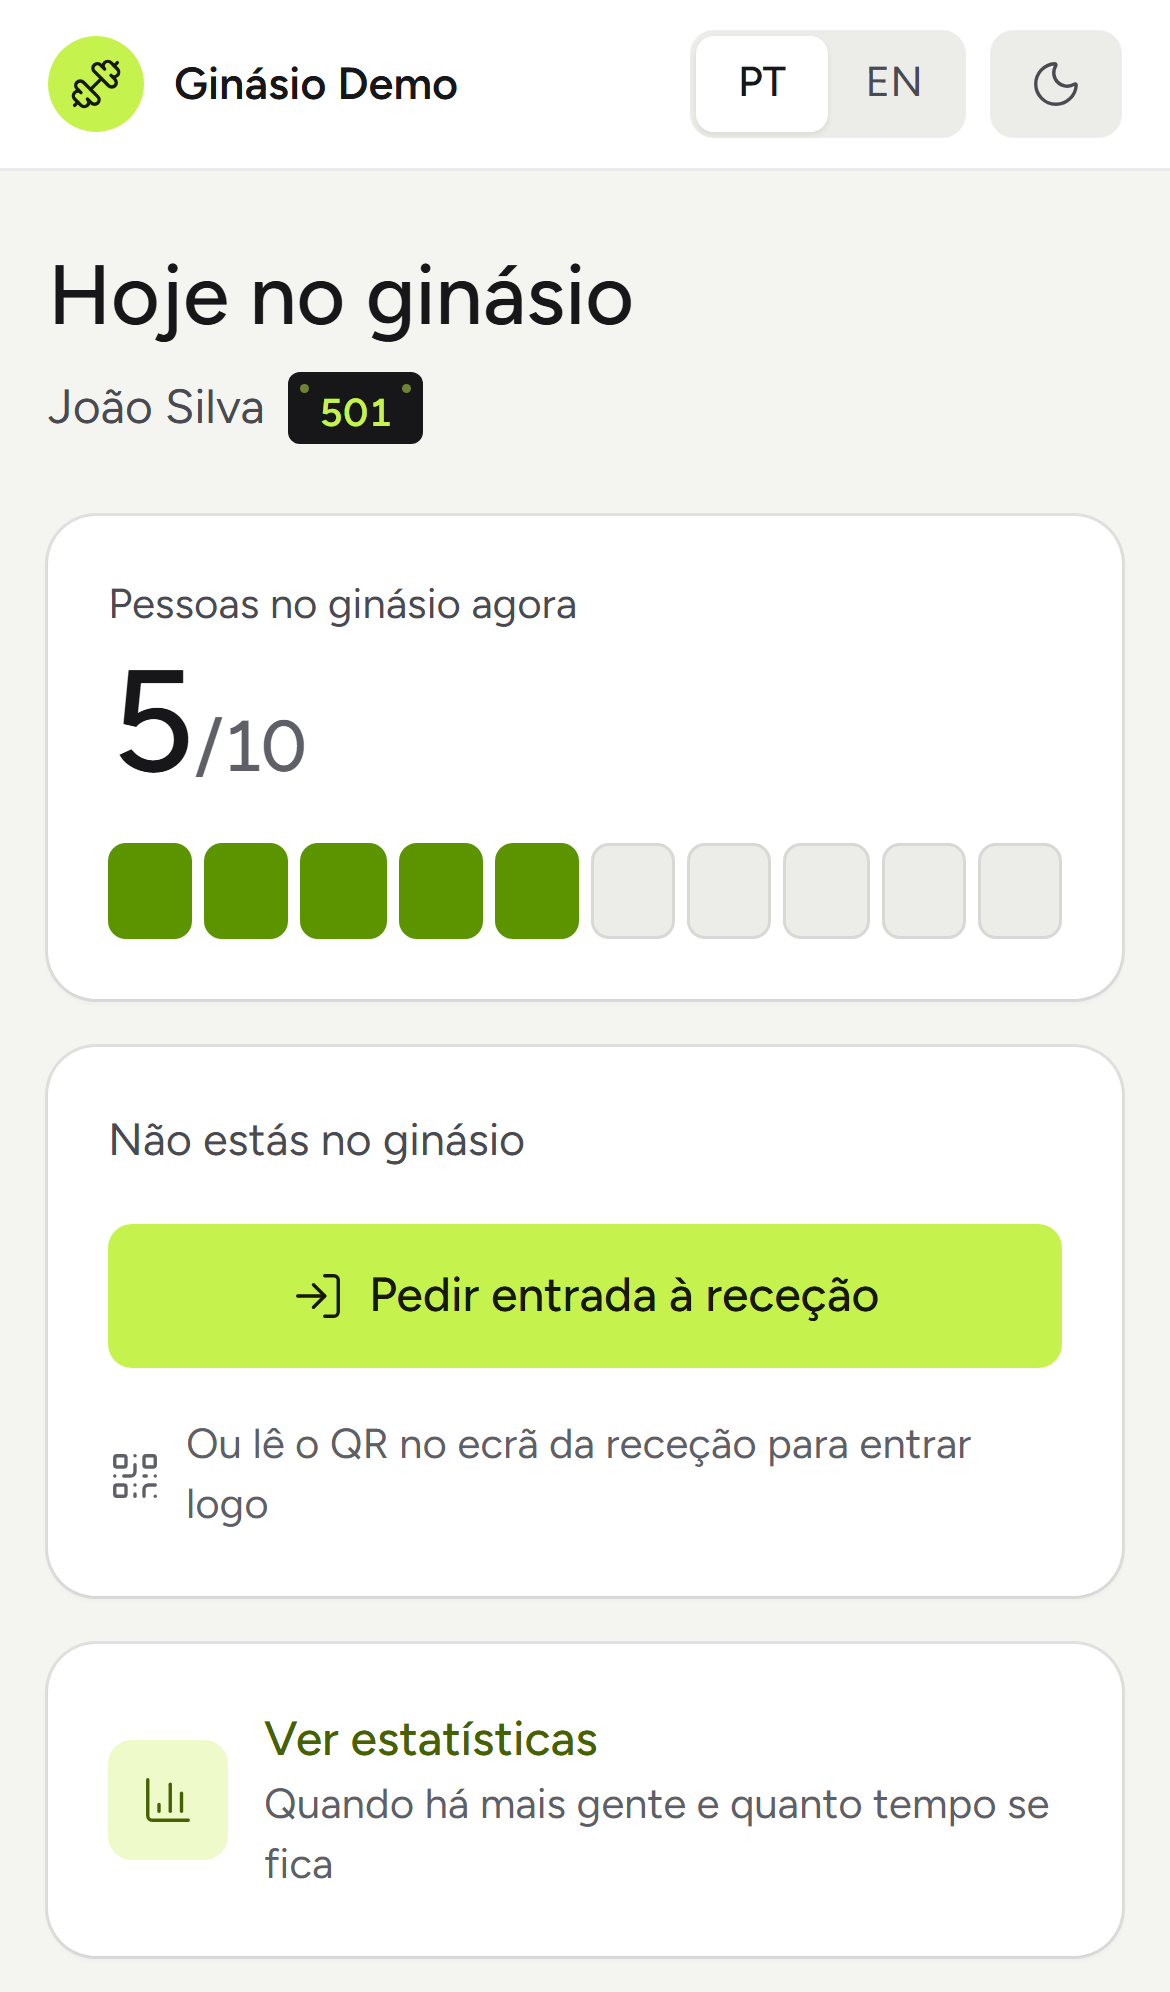 Ginásio Demo
PT
EN
Hoje no ginásio
João Silva
501
Pessoas no ginásio agora
5/10
Não estás no ginásio
Pedir entrada à receção
Ou lê o QR no ecrã da receção para entrar
logo
Ver estatísticas
Quando há mais gente e quanto tempo se
fica